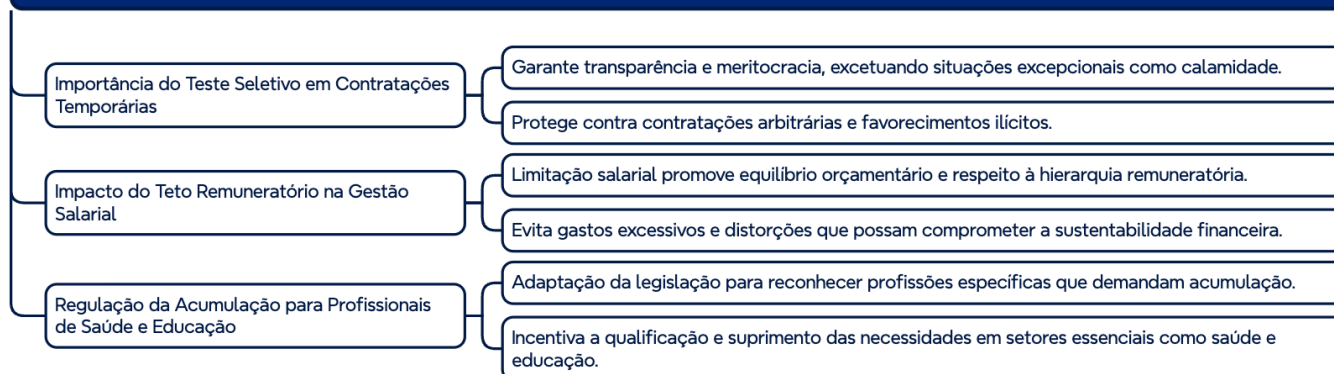 Importância do Teste Seletivo em Contratações
Temporárias
Garante transparência e meritocracia, excetuando situações excepcionais como calamidade.
Protege contra contratações arbitrárias e favorecimentos ilícitos.
Impacto do Teto Remuneratório na Gestão
Salarial
Limitação salarial promove equilíbrio orçamentário e respeito à hierarquia remuneratória.
Evita gastos excessivos e distorções que possam comprometer a sustentabilidade financeira.
Regulação da Acumulação para Profissionais
de Saúde e Educação
Adaptação da legislação para reconhecer profissões específicas que demandam acumulação.
Incentiva a qualificação e suprimento das necessidades em setores essenciais como saúde e
educação.